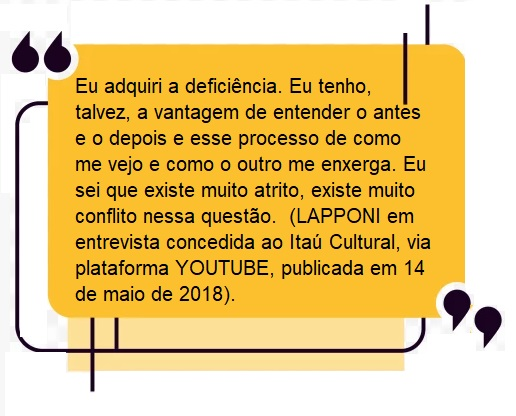 Eu adquiri a deficiência. Eu tenho,
talvez, a vantagem de entender o antes
e o depois e esse processo de como
me vejo e como o outro me enxerga. Eu
sei que existe muito atrito, existe muito
conflito nessa questão.  (LAPPONI em
entrevista concedida ao Itaú Cultural, via
plataforma YOUTUBE, publicada em 14
de maio de 2018).